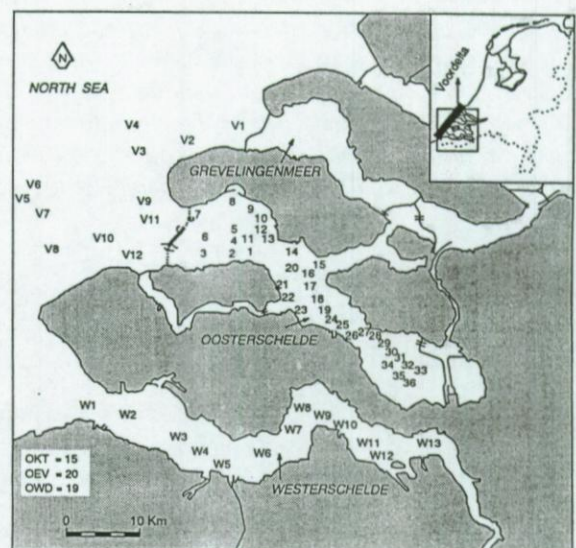 N
NORTH SEA
Voordelta
V4
V1
V2
V3
GREVELINGENMEER
V6
V5
V7
V9
V11
V10
V8
V12
7
8
9
10
5
12
6
4
11
13
3
2
1
14
15
20
16
17
21
22
18
23
19
24
25
26
27
28
29
30
31
34
32
33
35
36
OOSTERSCHELDE
W1
W2
W3
W4
W5
W6
W7
W8
W9
W10
W11
W12
W13
WESTERSCHELDE
OKT = 15
OEV = 20
OWD = 19
0 10 Km